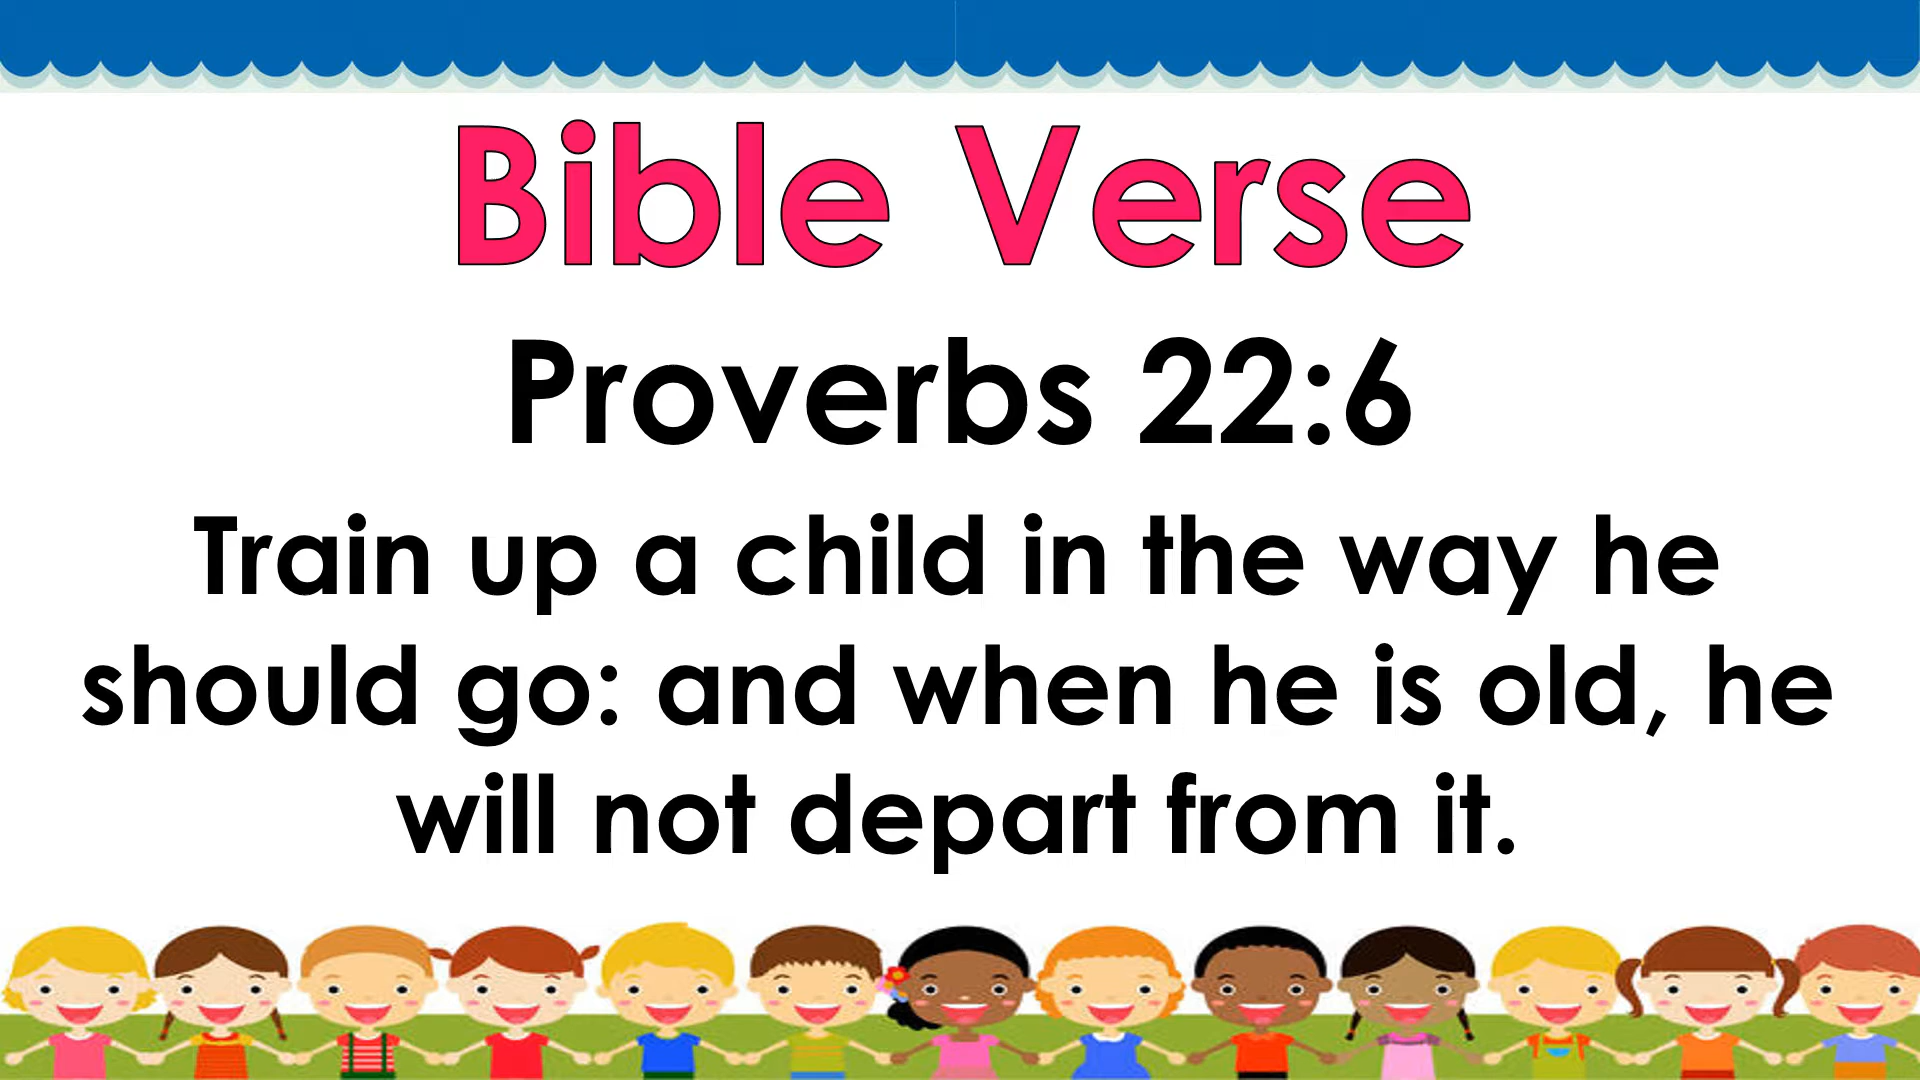 Bible Verse
Proverbs 22:6
Train up a child in the way he
should go: and when he is old, he
will not depart from it.